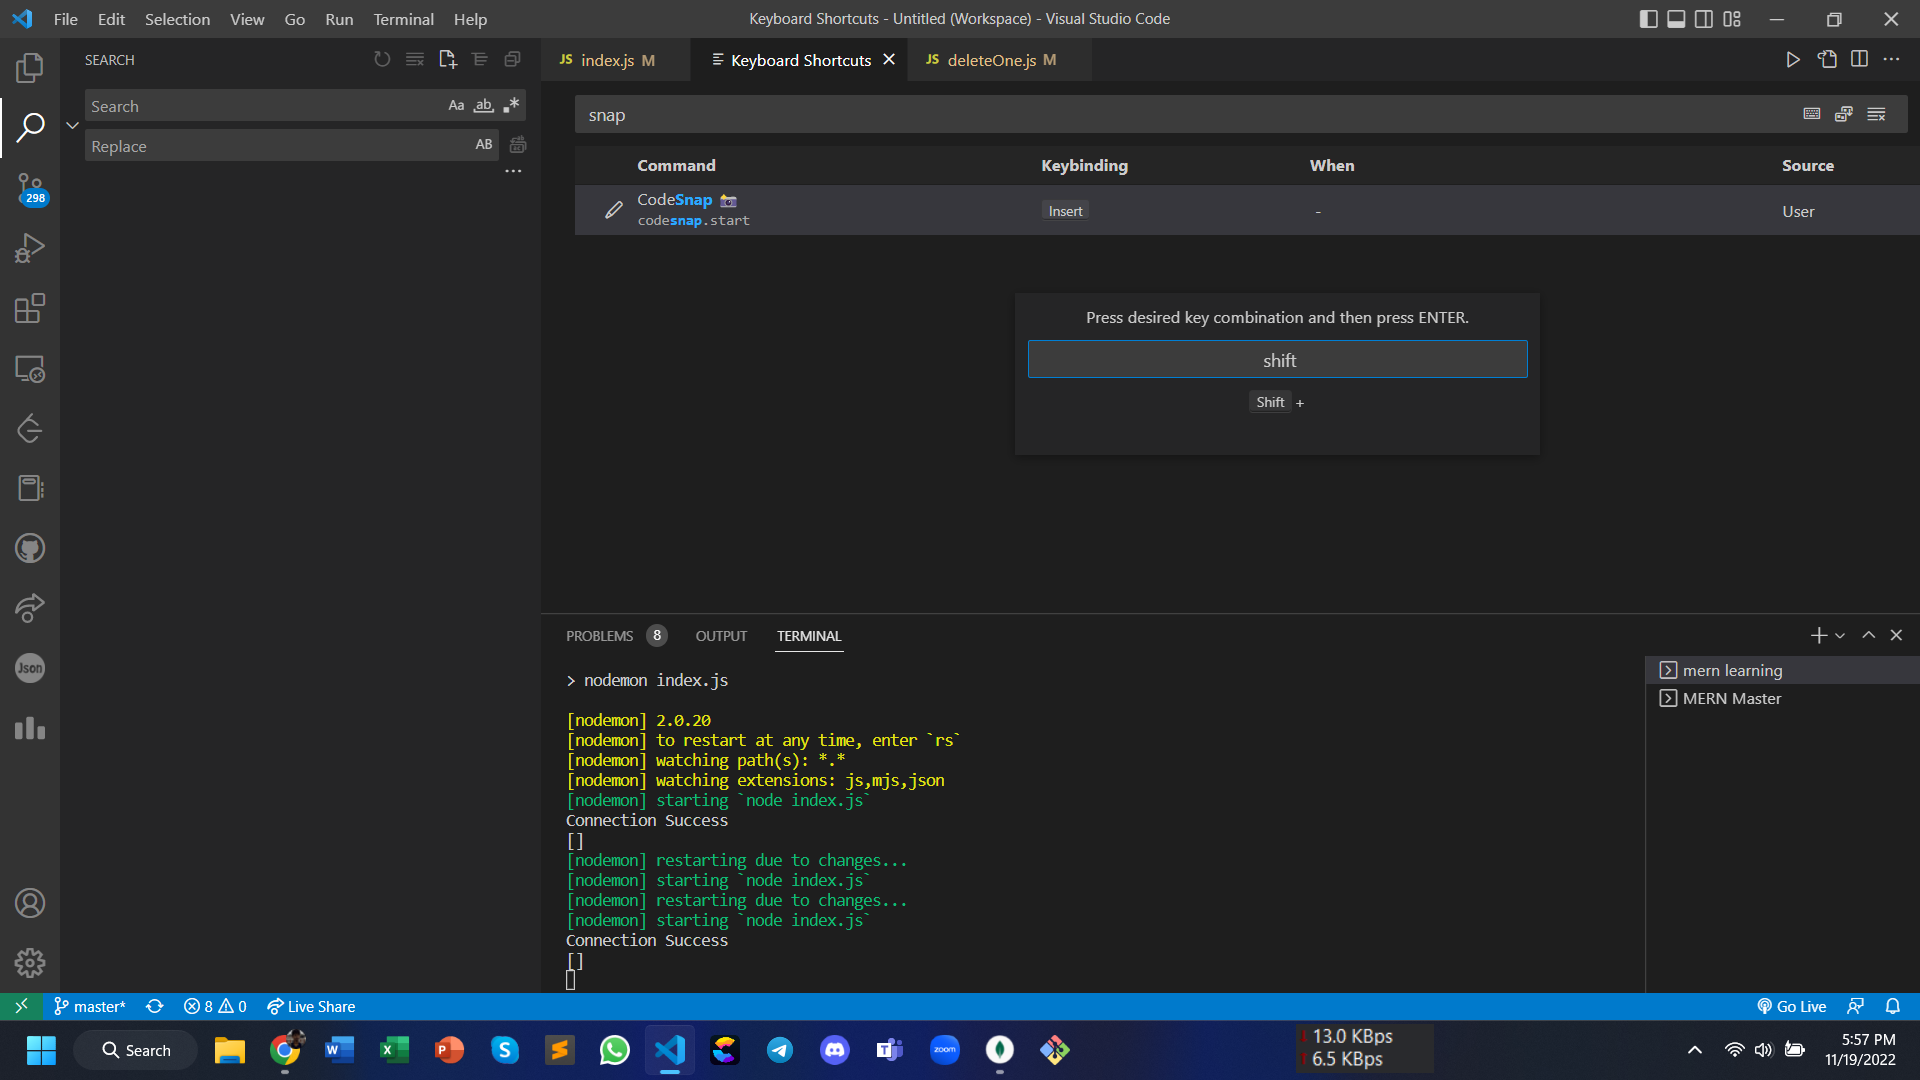 File Edit Selection View Go Run Terminal Help
Keyboard Shortcuts - Untitled (Workspace) - Visual Studio Code
SEARCH
Search
Aa ab .*
Replace
AB
...
298
Json
JS index.js M
Keyboard Shortcuts
JS deleteOne.js M
snap
Command Keybinding When Source
CodeSnap 📸 Insert - User
codesnap.start
Press desired key combination and then press ENTER.
shift
Shift +
PROBLEMS 8 OUTPUT TERMINAL
> nodemon index.js
[nodemon] 2.0.20
[nodemon] to restart at any time, enter `rs`
[nodemon] watching path(s): *.*
[nodemon] watching extensions: js,mjs,json
[nodemon] starting `node index.js`
Connection Success
[]
[nodemon] restarting due to changes...
[nodemon] starting `node index.js`
[nodemon] restarting due to changes...
[nodemon] starting `node index.js`
Connection Success
[]
mern learning
MERN Master
master* 8 0 Live Share
Go Live
Search
W X P S zoom T
13.0 KBps
6.5 KBps
5:57 PM
11/19/2022